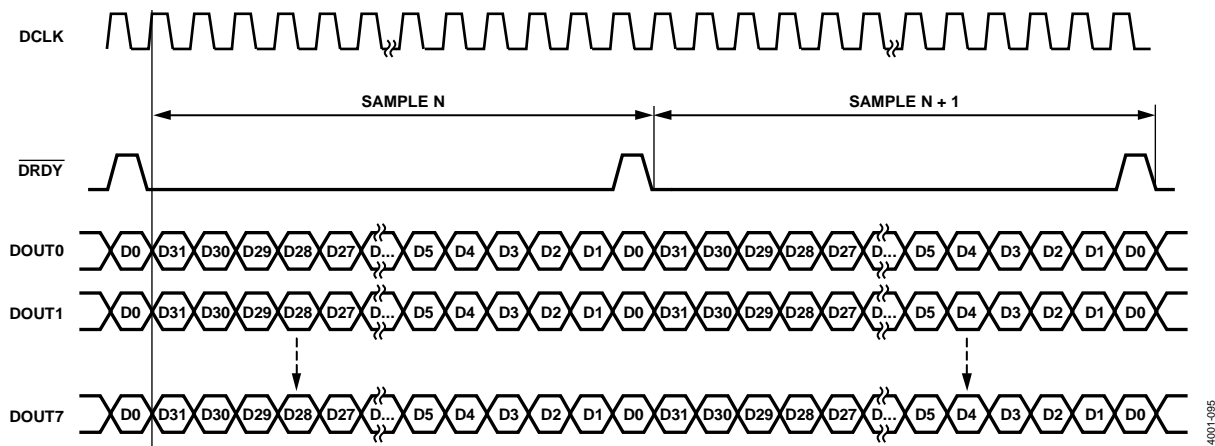 DCLK
SAMPLE N SAMPLE N + 1
DRDY
DOUT0 D0 D31 D30 D29 D28 D27 D... D5 D4 D3 D2 D1 D0 D31 D30 D29 D28 D27 D... D5 D4 D3 D2 D1 D0
DOUT1 D0 D31 D30 D29 D28 D27 D... D5 D4 D3 D2 D1 D0 D31 D30 D29 D28 D27 D... D5 D4 D3 D2 D1 D0
DOUT7 D0 D31 D30 D29 D28 D27 D... D5 D4 D3 D2 D1 D0 D31 D30 D29 D28 D27 D... D5 D4 D3 D2 D1 D0
4001-095